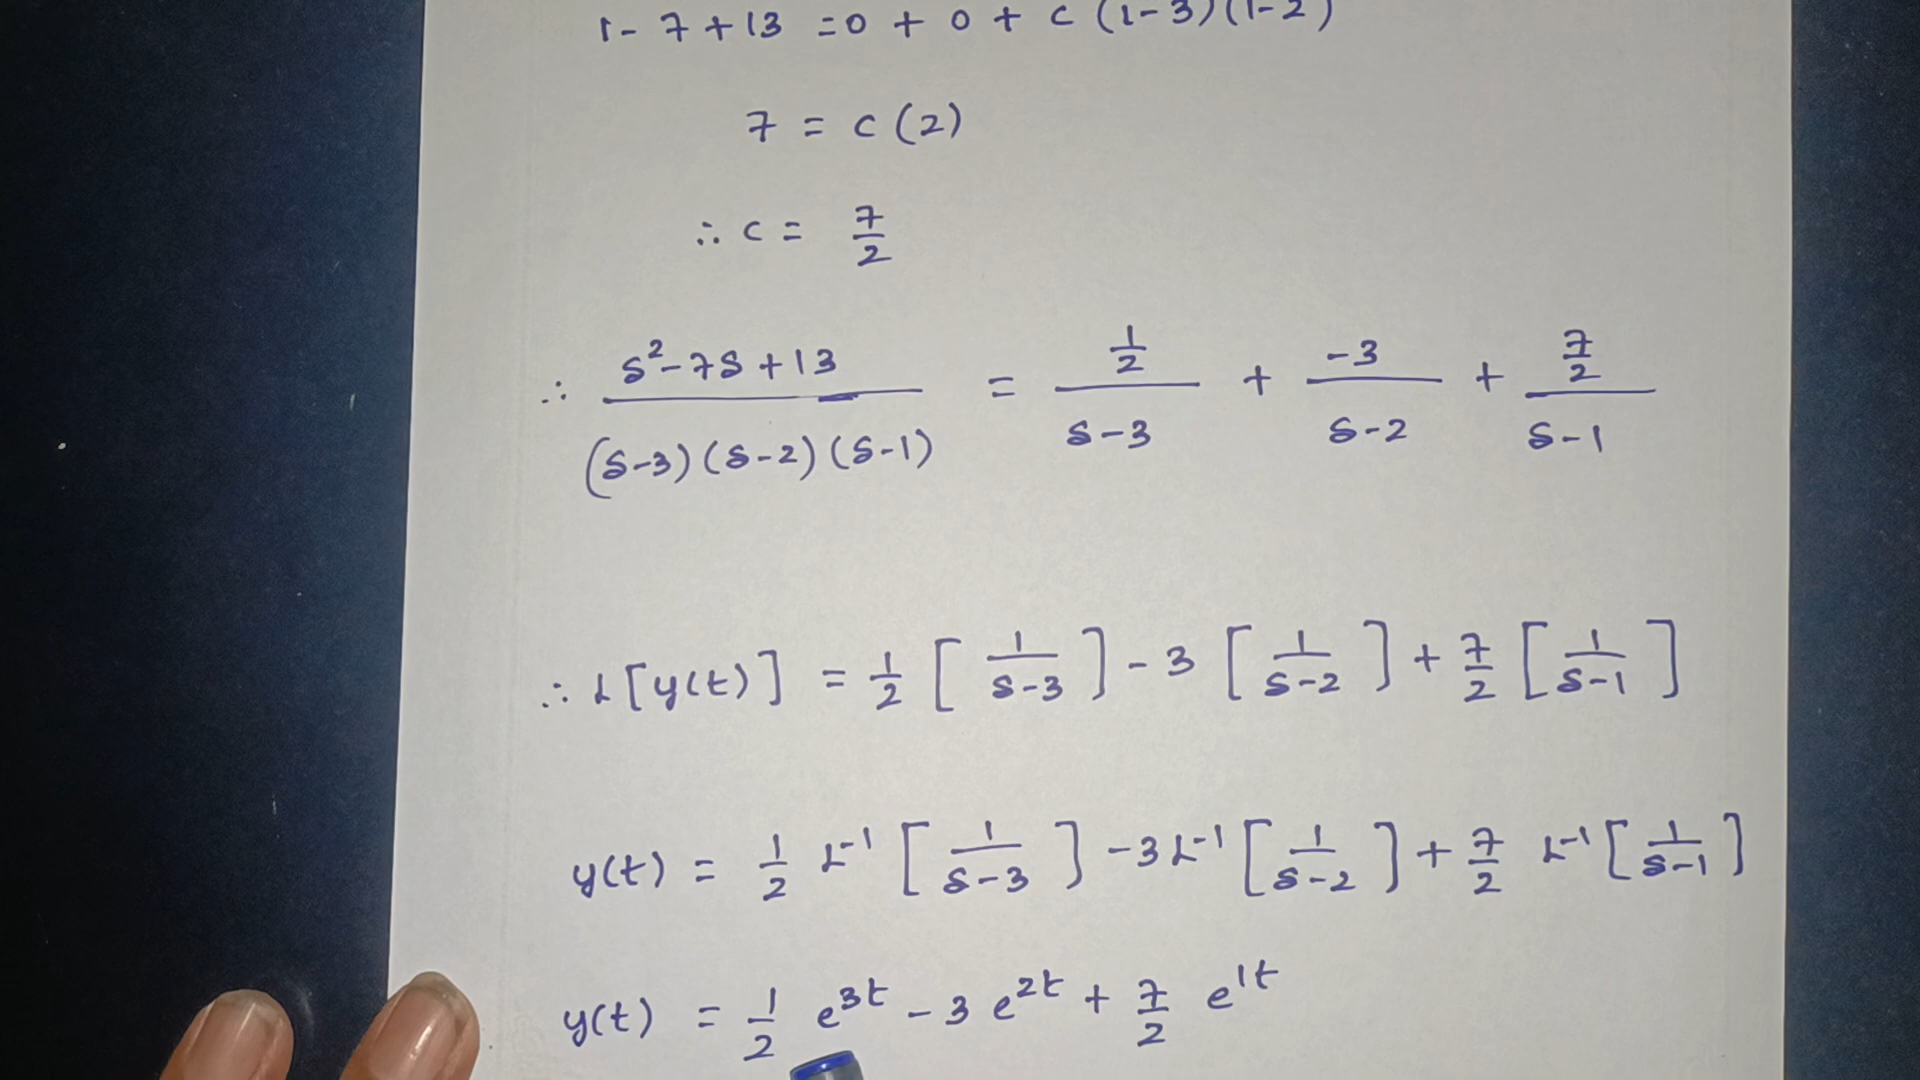 1 - 7 + 13 = 0 + 0 + c (1-3)(1-2)
7 = c (2)
∴ c = 7/2
∴ s²-7s+13 / (s-3)(s-2)(s-1) = 1/2 / s-3 + -3 / s-2 + 7/2 / s-1
∴ L[y(t)] = 1/2 [ 1/s-3 ] - 3 [ 1/s-2 ] + 7/2 [ 1/s-1 ]
y(t) = 1/2 L⁻¹ [ 1/s-3 ] - 3 L⁻¹ [ 1/s-2 ] + 7/2 L⁻¹ [ 1/s-1 ]
y(t) = 1/2 e³ᵗ - 3 e²ᵗ + 7/2 e¹ᵗ